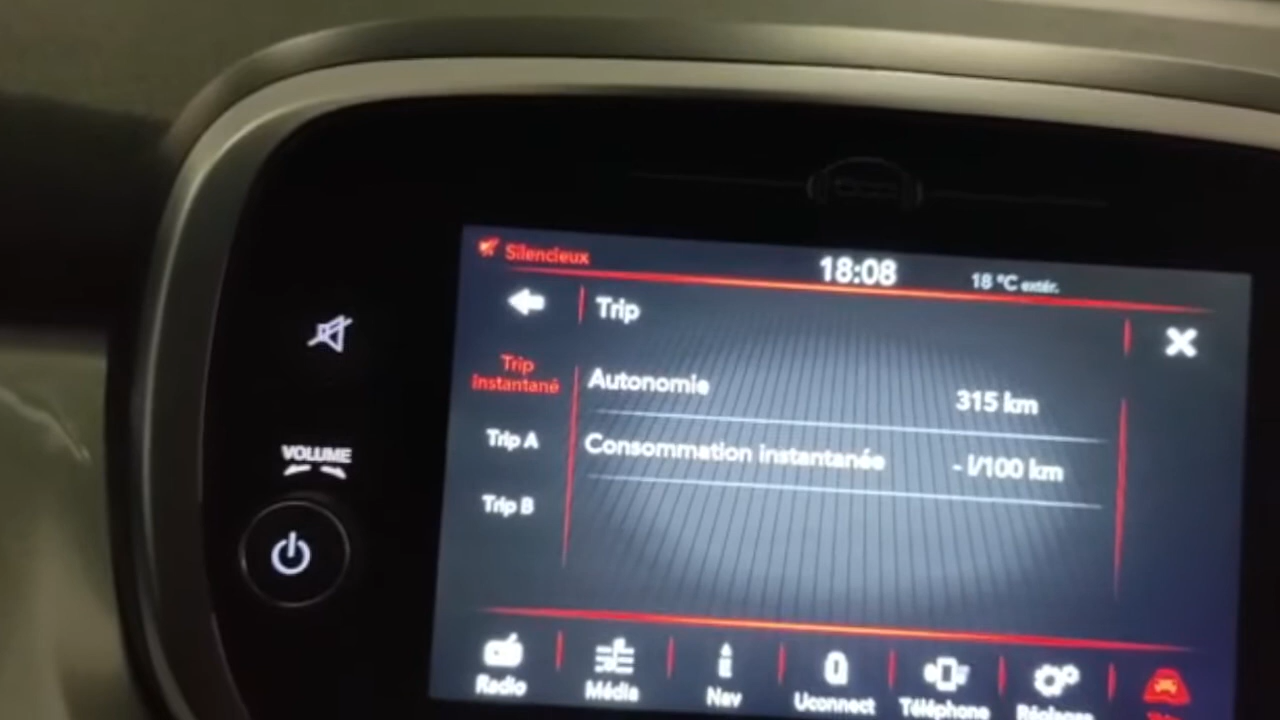 Silencieux
18:08
18 °C extér.
Trip
Trip
instantané
Autonomie
315 km
Consommation instantanée
- l/100 km
Trip A
Trip B
VOLUME
Radio
Média
Nav
Uconnect
Téléphone
Réglages